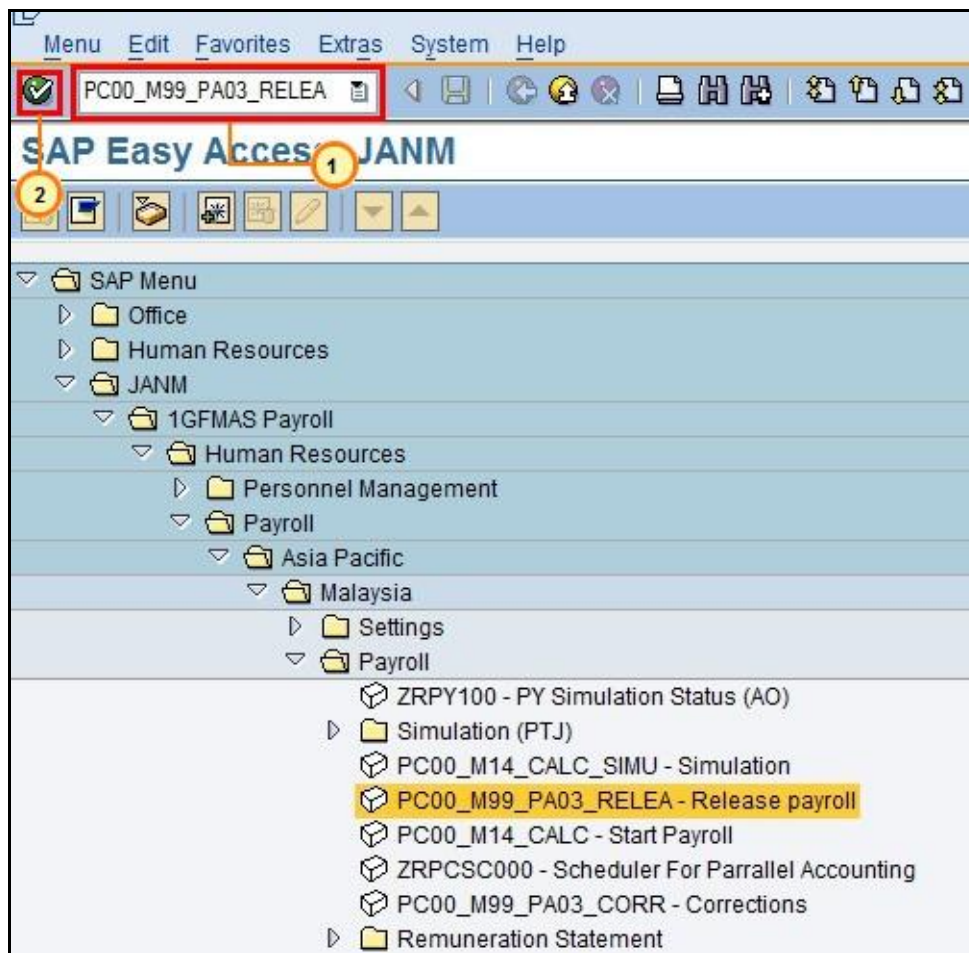 Menu Edit Favorites Extras System Help
PC00_M99_PA03_RELEA
SAP Easy Access JANM
1
2
SAP Menu
Office
Human Resources
JANM
1GFMAS Payroll
Human Resources
Personnel Management
Payroll
Asia Pacific
Malaysia
Settings
Payroll
ZRPY100 - PY Simulation Status (AO)
Simulation (PTJ)
PC00_M14_CALC_SIMU - Simulation
PC00_M99_PA03_RELEA - Release payroll
PC00_M14_CALC - Start Payroll
ZRPCSC000 - Scheduler For Parrallel Accounting
PC00_M99_PA03_CORR - Corrections
Remuneration Statement